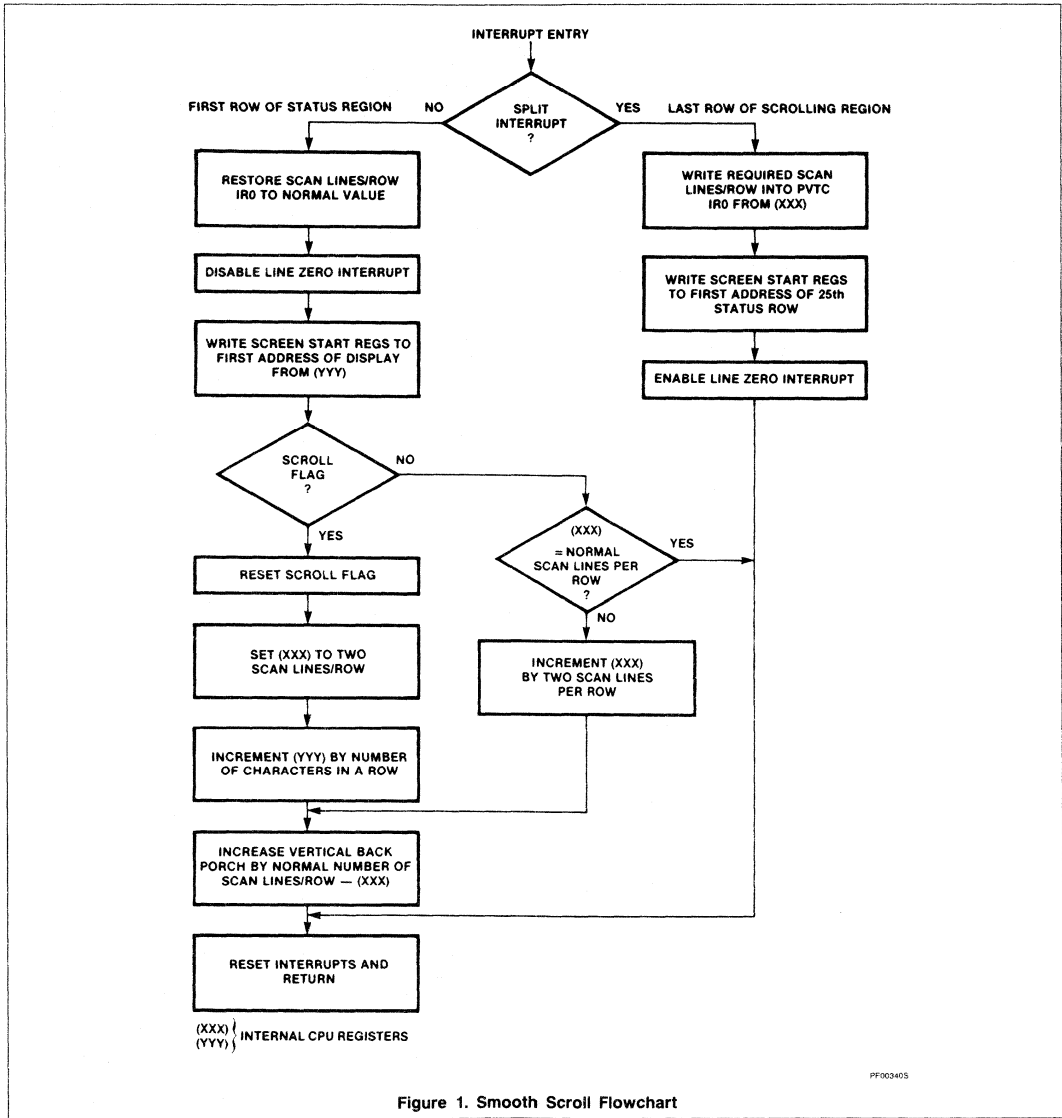 INTERRUPT ENTRY
FIRST ROW OF STATUS REGION
NO
SPLIT
INTERRUPT
?
YES
LAST ROW OF SCROLLING REGION
RESTORE SCAN LINES/ROW
IR0 TO NORMAL VALUE
DISABLE LINE ZERO INTERRUPT
WRITE SCREEN START REGS TO
FIRST ADDRESS OF DISPLAY
FROM (YYY)
WRITE REQUIRED SCAN
LINES/ROW INTO PVTC
IR0 FROM (XXX)
WRITE SCREEN START REGS
TO FIRST ADDRESS OF 25th
STATUS ROW
ENABLE LINE ZERO INTERRUPT
SCROLL
FLAG
?
NO
YES
(XXX)
= NORMAL
SCAN LINES PER
ROW
?
YES
NO
RESET SCROLL FLAG
SET (XXX) TO TWO
SCAN LINES/ROW
INCREMENT (XXX)
BY TWO SCAN LINES
PER ROW
INCREMENT (YYY) BY NUMBER
OF CHARACTERS IN A ROW
INCREASE VERTICAL BACK
PORCH BY NORMAL NUMBER OF
SCAN LINES/ROW — (XXX)
RESET INTERRUPTS AND
RETURN
(XXX)
(YYY) } INTERNAL CPU REGISTERS
PF00340S
Figure 1. Smooth Scroll Flowchart